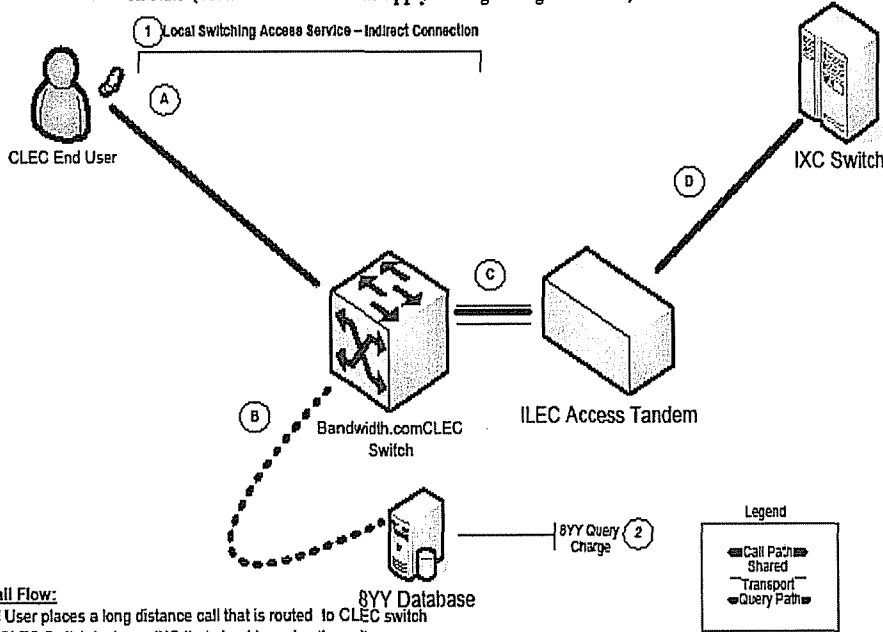 1 Local Switching Access Service – Indirect Connection
A
CLEC End User
IXC Switch
D
C
B
Bandwidth.comCLEC
Switch
ILEC Access Tandem
8YY Query 2
Charge
Legend
Call Path
Shared
Transport
Query Path
8YY Database
Flow:
User places a long distance call that is routed to CLEC switch